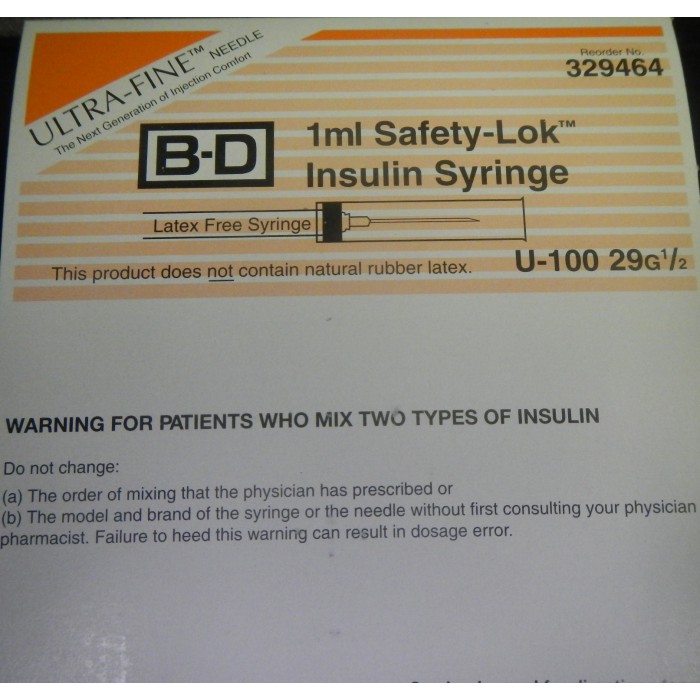 ULTRA-FINE™ NEEDLE
The Next Generation of Injection Comfort
Reorder No.
329464
B-D
1ml Safety-Lok™
Insulin Syringe
Latex Free Syringe
This product does not contain natural rubber latex.
U-100 29G1/2
WARNING FOR PATIENTS WHO MIX TWO TYPES OF INSULIN
Do not change:
(a) The order of mixing that the physician has prescribed or
(b) The model and brand of the syringe or the needle without first consulting your physician
pharmacist. Failure to heed this warning can result in dosage error.